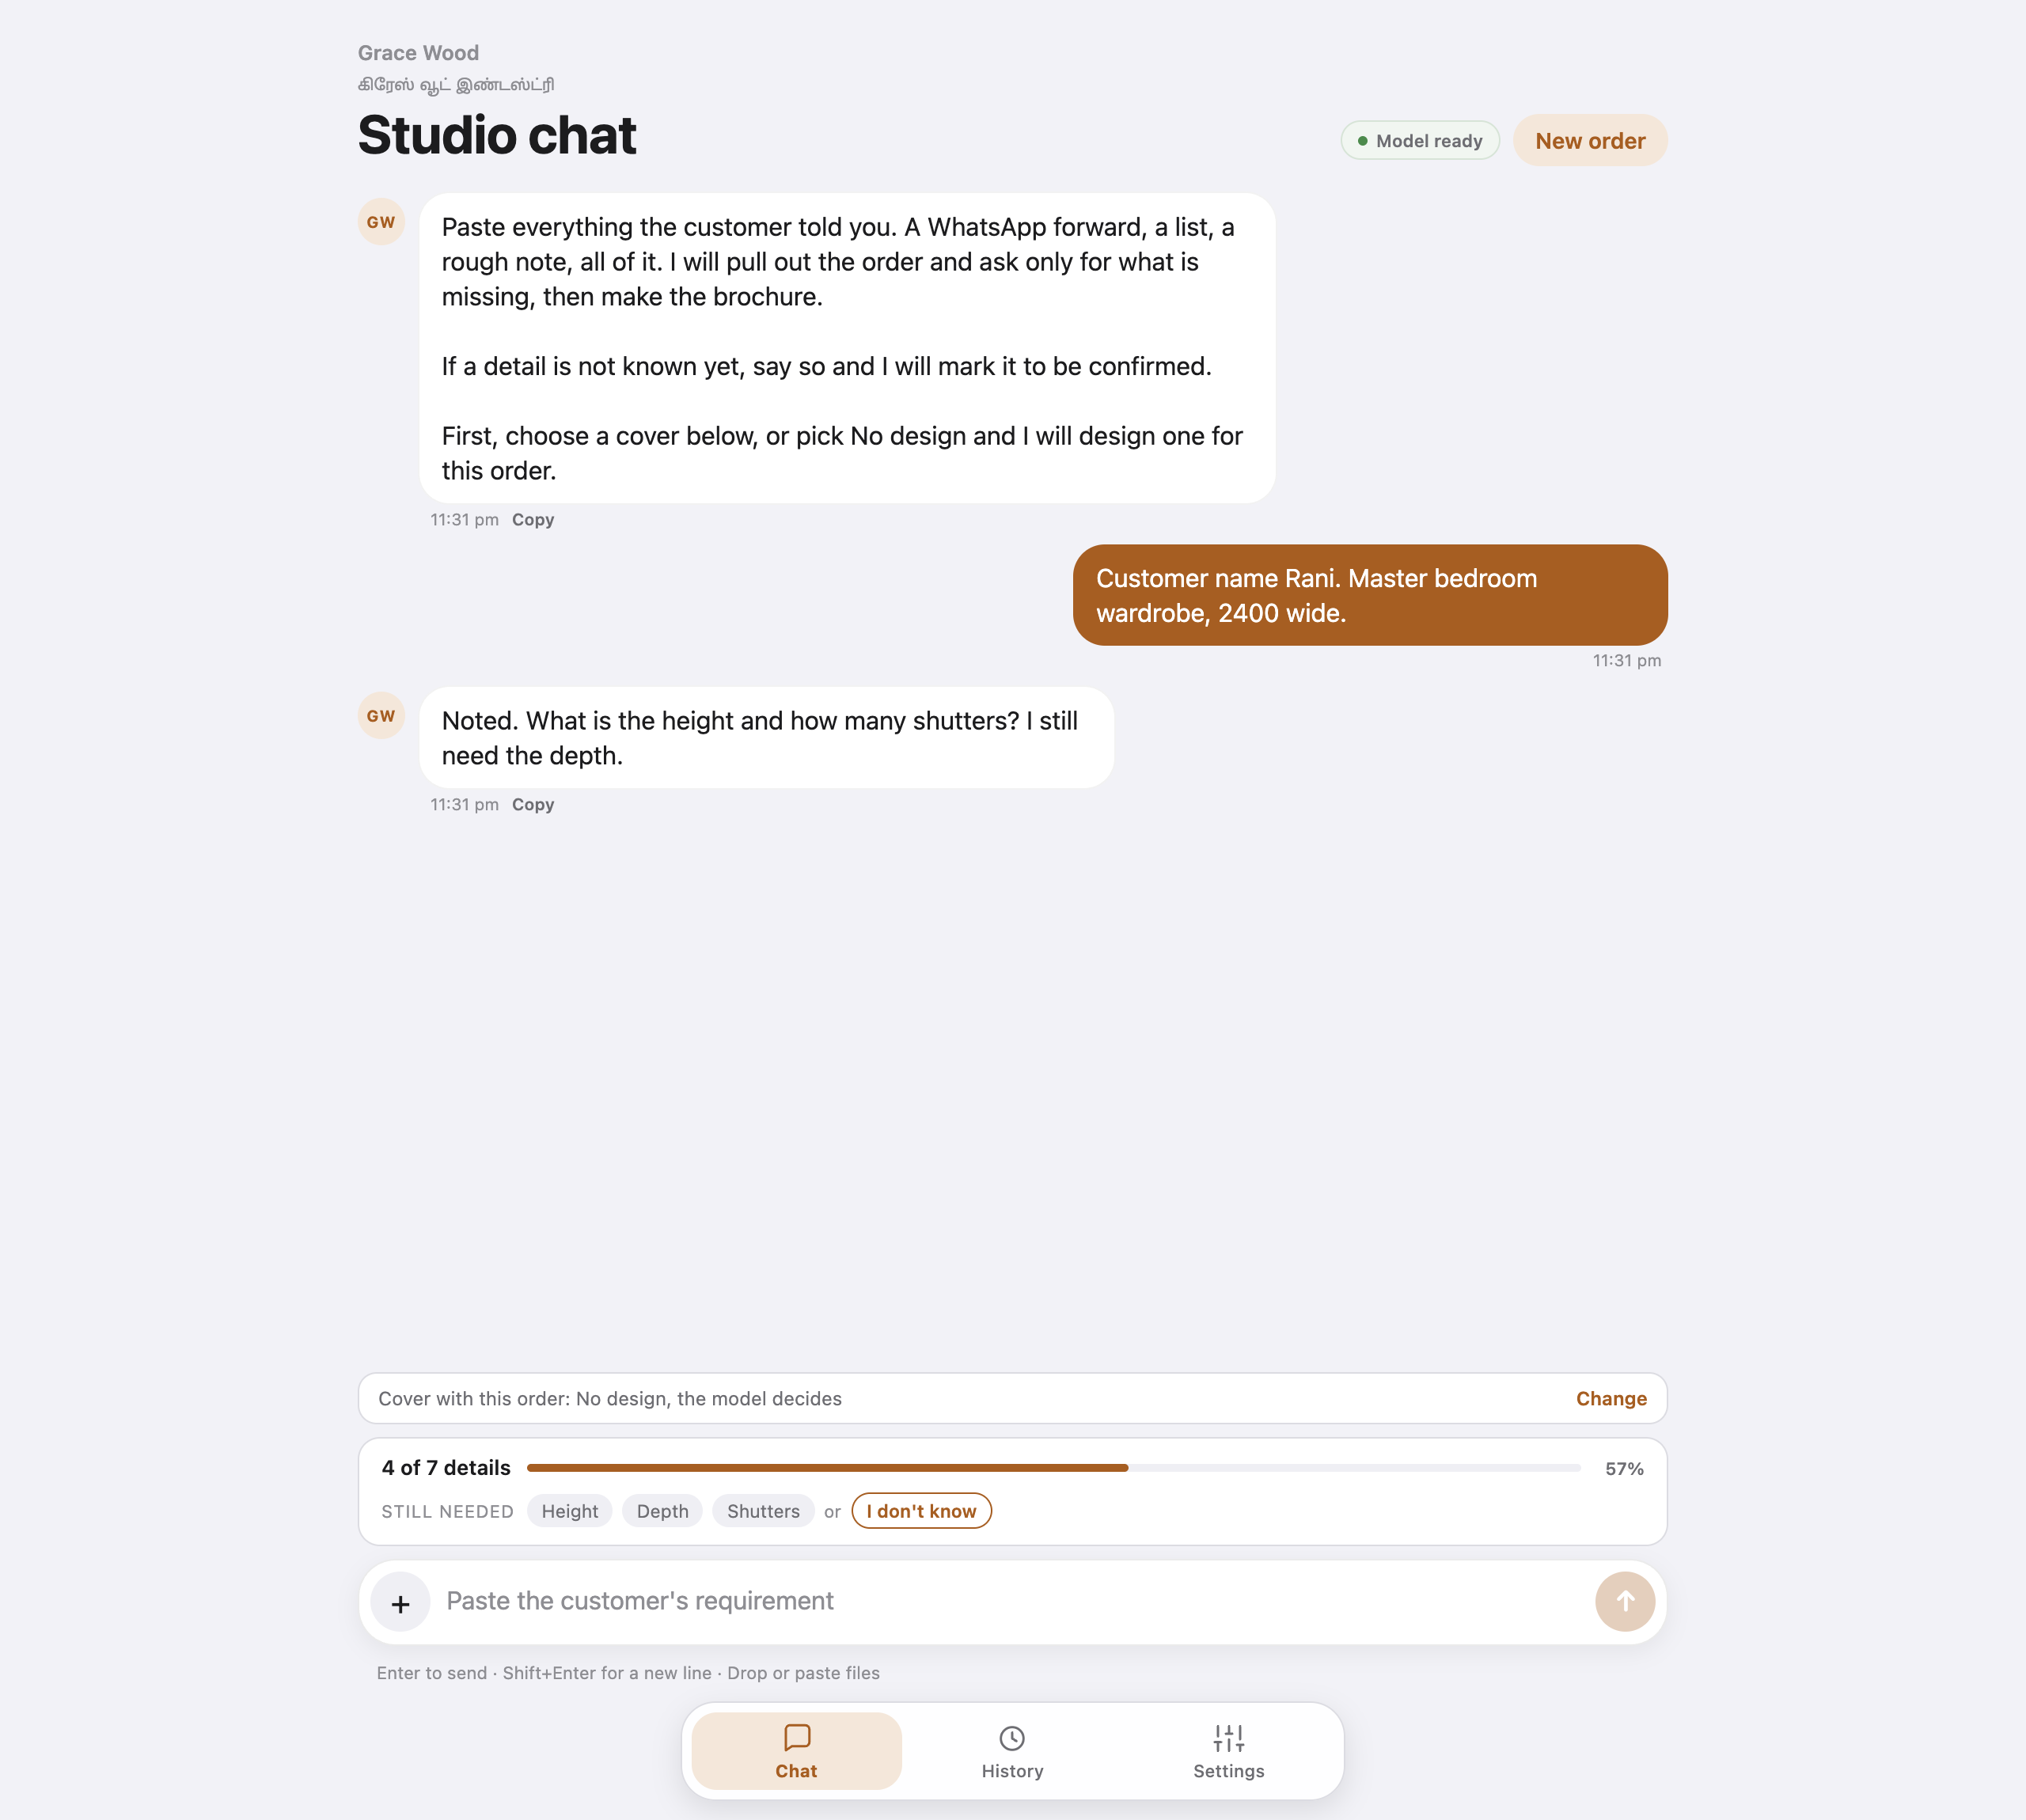 Grace Wood
கிரேஸ் வூட் இண்டஸ்ட்ரி
Studio chat
Model ready
New order
GW
Paste everything the customer told you. A WhatsApp forward, a list, a
rough note, all of it. I will pull out the order and ask only for what is
missing, then make the brochure.
If a detail is not known yet, say so and I will mark it to be confirmed.
First, choose a cover below, or pick No design and I will design one for
this order.
11:31 pm Copy
Customer name Rani. Master bedroom
wardrobe, 2400 wide.
11:31 pm
GW
Noted. What is the height and how many shutters? I still
need the depth.
11:31 pm Copy
Cover with this order: No design, the model decides
Change
4 of 7 details
57%
STILL NEEDED Height Depth Shutters or I don't know
+ Paste the customer's requirement
Enter to send · Shift+Enter for a new line · Drop or paste files
Chat
History
Settings